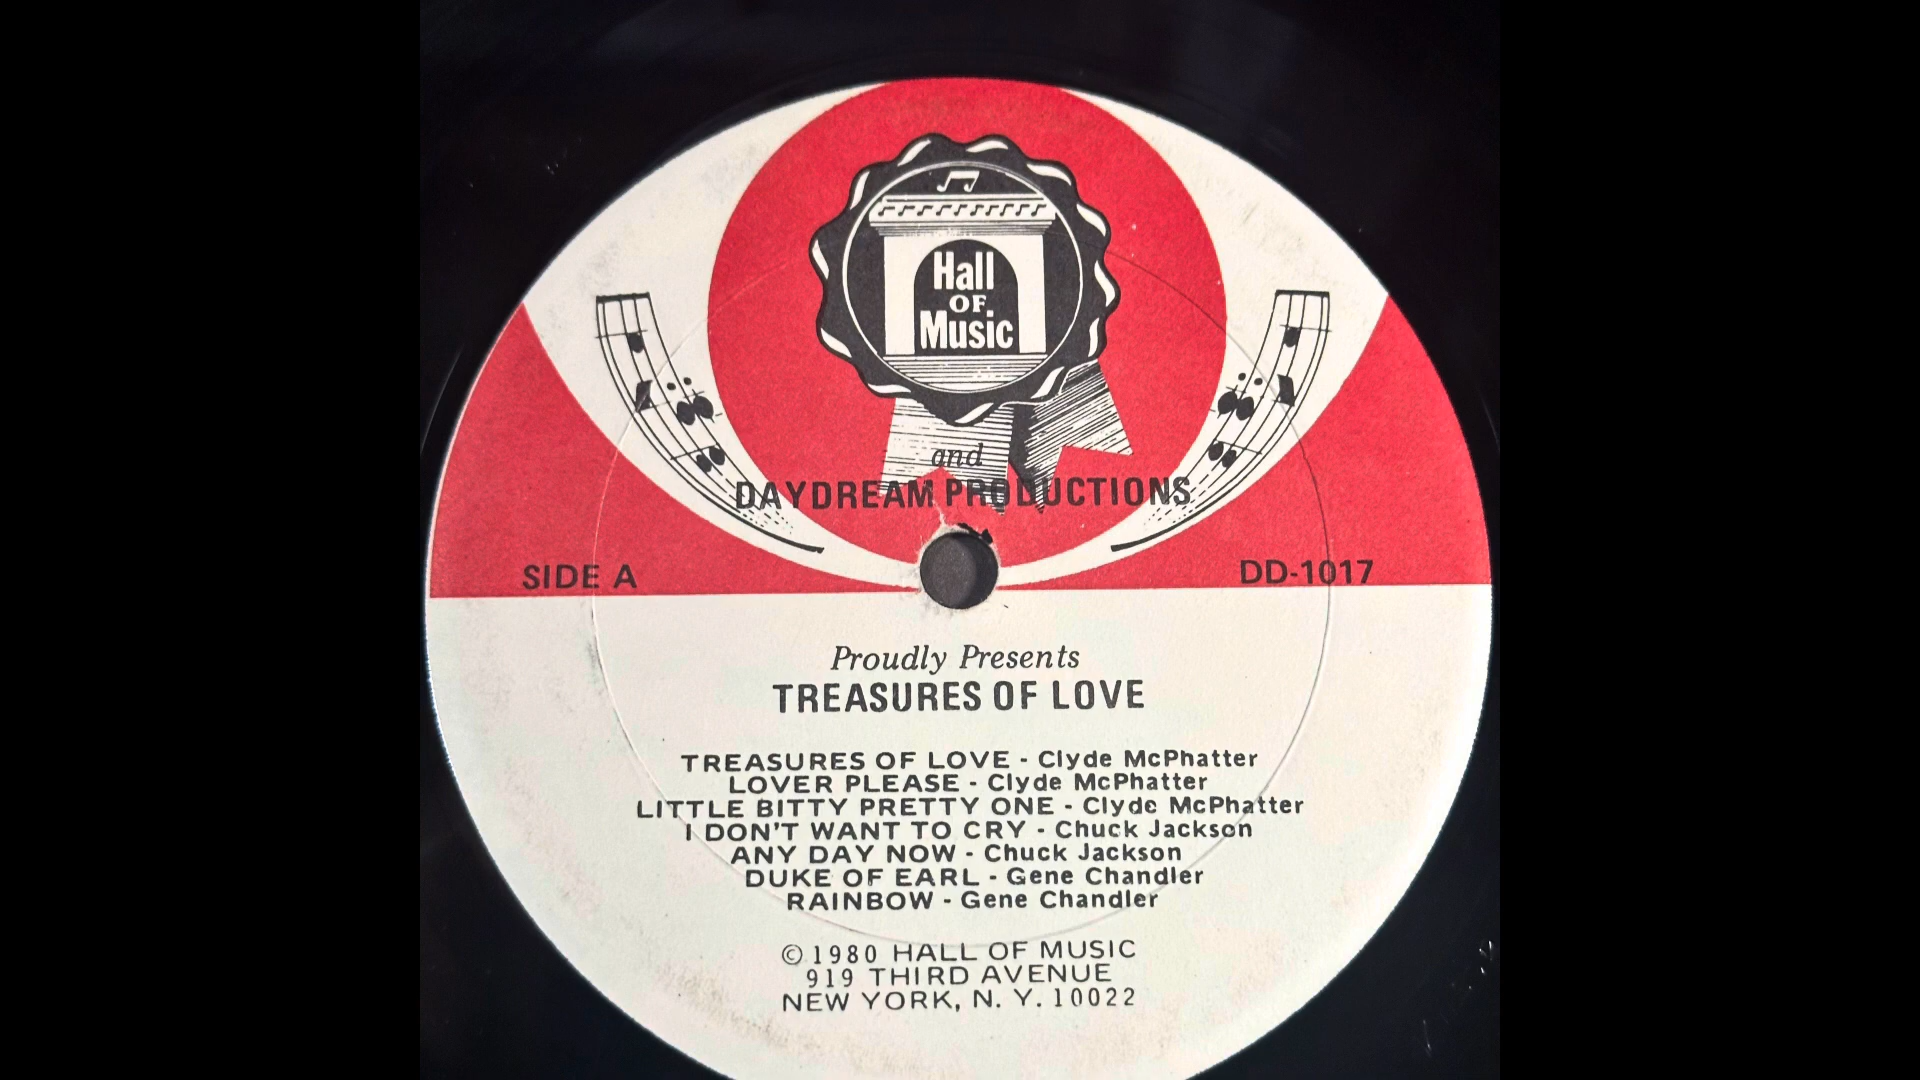 Hall
OF
Music
and
DAYDREAM PRODUCTIONS
SIDE A
DD-1017
Proudly Presents
TREASURES OF LOVE
TREASURES OF LOVE - Clyde McPhatter
LOVER PLEASE - Clyde McPhatter
LITTLE BITTY PRETTY ONE - Clyde McPhatter
I DON'T WANT TO CRY - Chuck Jackson
ANY DAY NOW - Chuck Jackson
DUKE OF EARL - Gene Chandler
RAINBOW - Gene Chandler
© 1980 HALL OF MUSIC
919 THIRD AVENUE
NEW YORK, N. Y. 10022